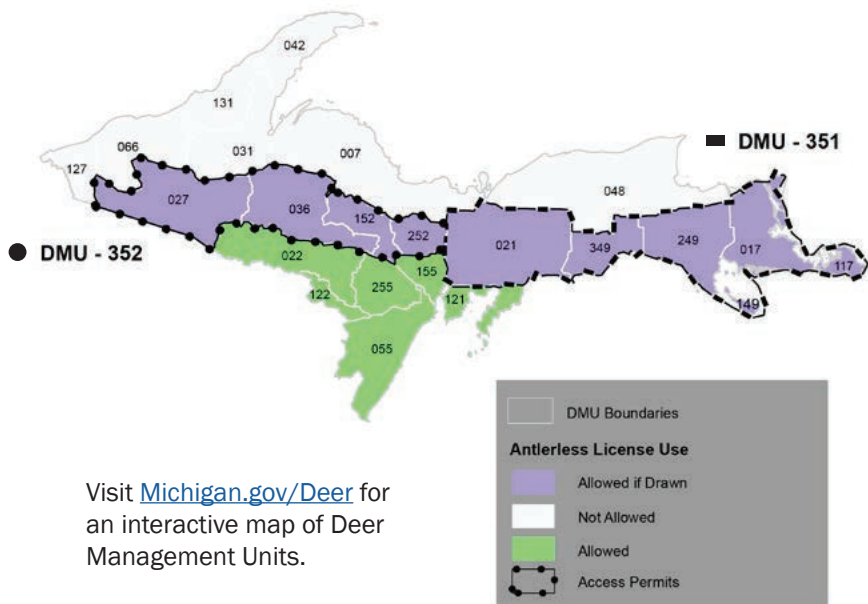 042
131
066
031
007
127
DMU - 351
048
027
036
152
252
021
349
249
017
117
DMU - 352
022
155
149
122
255
121
055
DMU Boundaries
Antlerless License Use
Allowed if Drawn
Not Allowed
Allowed
Access Permits
Visit Michigan.gov/Deer for
an interactive map of Deer
Management Units.